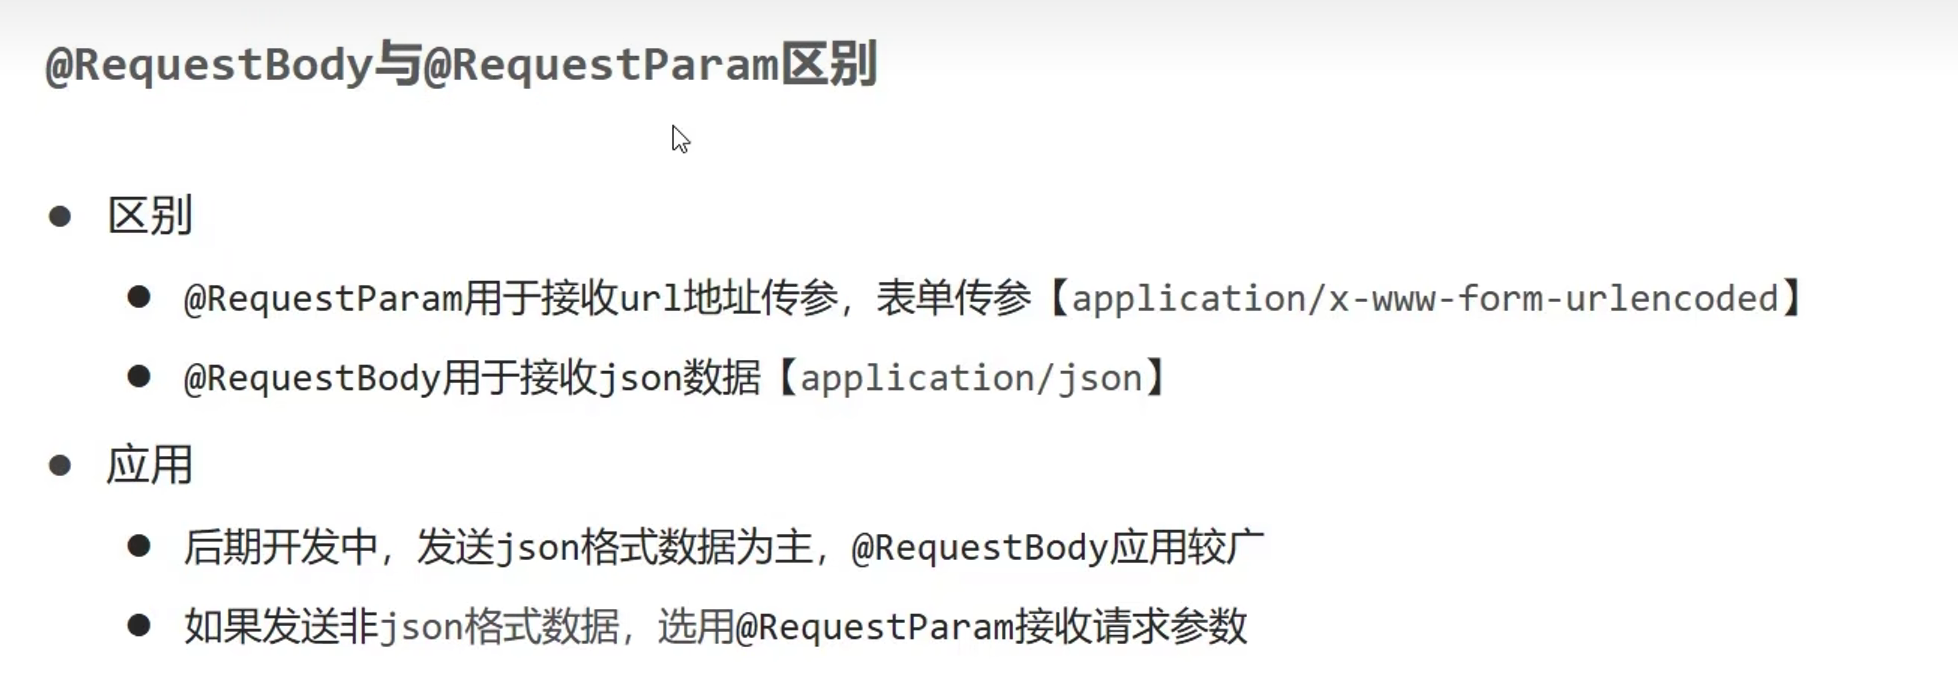 @RequestBody与@RequestParam区别
区别
@RequestParam用于接收url地址传参，表单传参【application/x-www-form-urlencoded】
@RequestBody用于接收json数据【application/json】
应用
后期开发中，发送json格式数据为主，@RequestBody应用较广
如果发送非json格式数据，选用@RequestParam接收请求参数